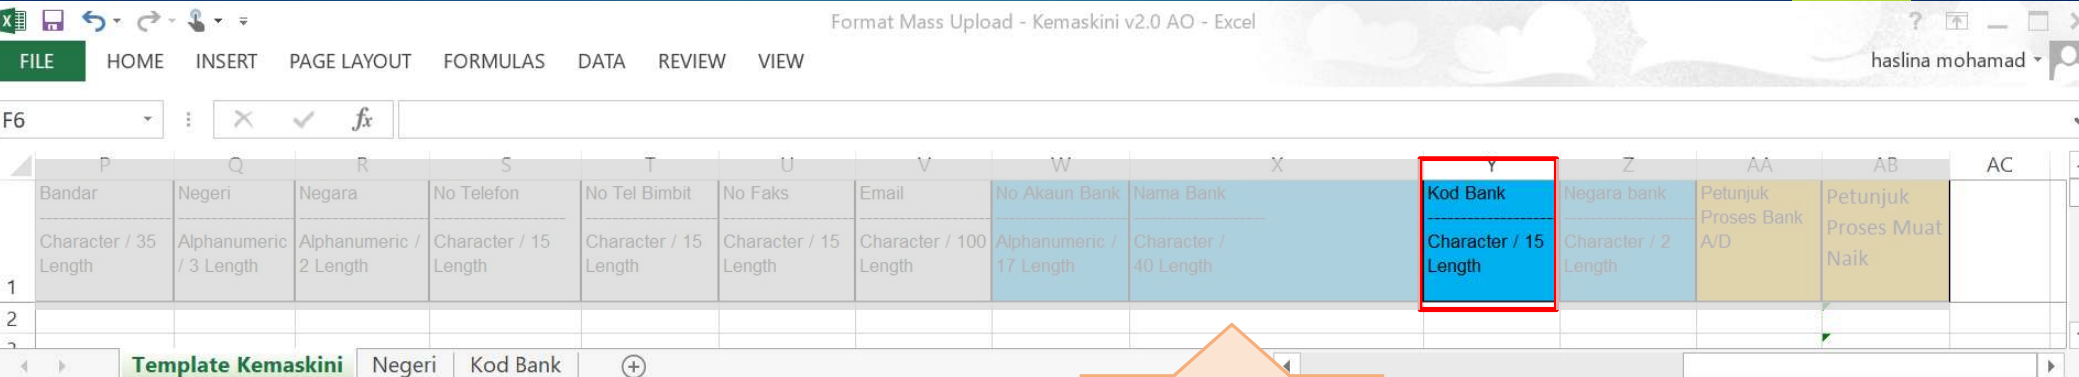 Format Mass Upload - Kemaskini v2.0 AO - Excel
FILE HOME INSERT PAGE LAYOUT FORMULAS DATA REVIEW VIEW haslina mohamad
F6 fx
P Q R S T U V W X Y Z AA AB AC
Bandar
Character / 35
Length
Negeri
Alphanumeric
/ 3 Length
Negara
Alphanumeric /
2 Length
No Telefon
Character / 15
Length
No Tel Bimbit
Character / 15
Length
No Faks
Character / 15
Length
Email
Character / 100
Length
No Akaun Bank
Alphanumeric /
17 Length
Nama Bank
Character /
40 Length
Kod Bank
Character / 15
Length
Negara bank
Character / 2
Length
Petunjuk
Proses Bank
A/D
Petunjuk
Proses Muat
Naik
1
2
Template Kemaskini Negeri Kod Bank